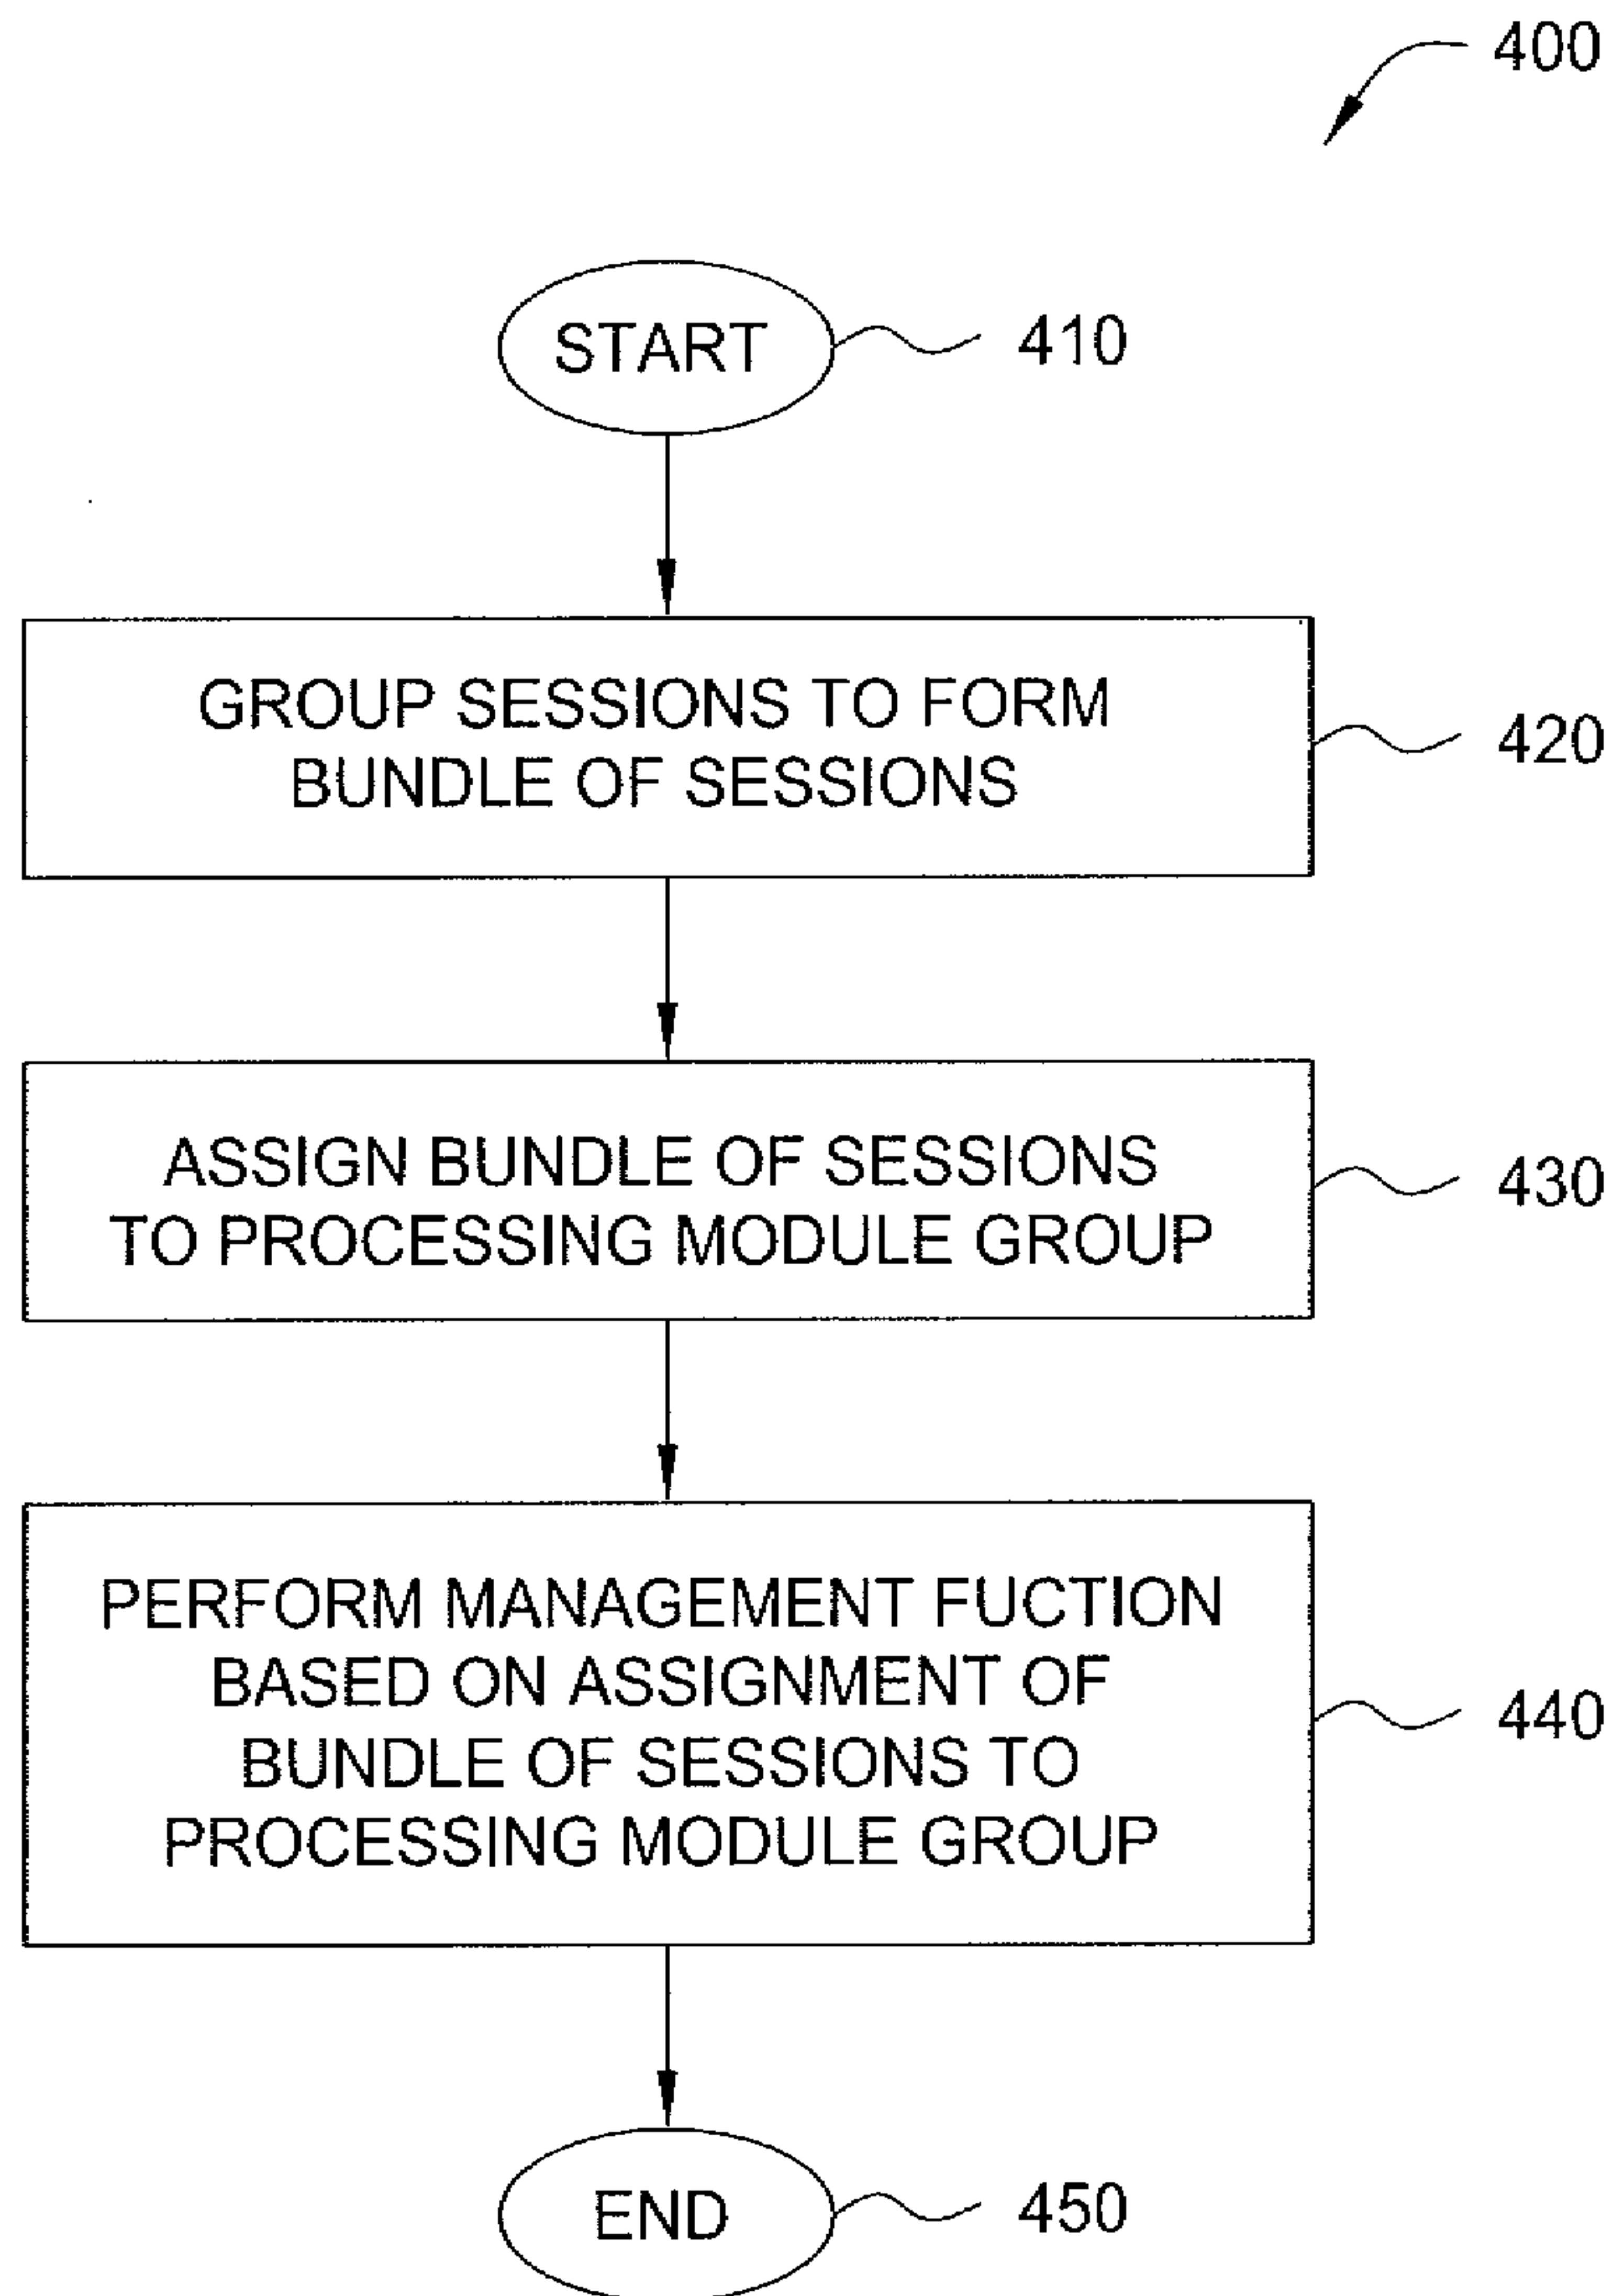 400
START
410
GROUP SESSIONS TO FORM
BUNDLE OF SESSIONS
420
ASSIGN BUNDLE OF SESSIONS
TO PROCESSING MODULE GROUP
430
PERFORM MANAGEMENT FUCTION
BASED ON ASSIGNMENT OF
BUNDLE OF SESSIONS TO
PROCESSING MODULE GROUP
440
END
450